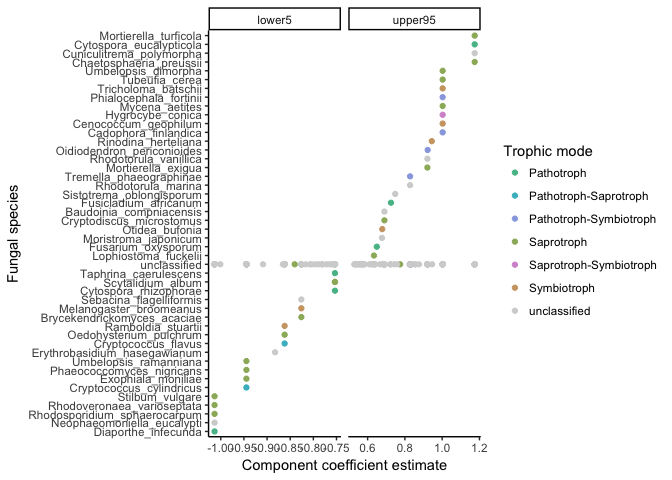 lower5
upper95
Mortierella_turficola
Cytospora_eucalypticola
Cuniculitrema_polymorpha
Chaetosphaeria_preussii
Umbelopsis_dimorpha
Tubeufia_cerea
Tricholoma_batschii
Phialocephala_fortinii
Mycena_aetites
Hygrocybe_conica
Cenococcum_geophilum
Cadophora_finlandica
Rinodina_herteliana
Oidiodendron_periconioides
Rhodotorula_vanillica
Mortierella_exigua
Tremella_phaeographinae
Rhodotorula_marina
Sistotrema_oblongisporum
Fusicladium_africanum
Baudoinia_compniacensis
Cryptodiscus_microstomus
Otidea_bufonia
Moristroma_japonicum
Fusarium_oxysporum
Lophiostoma_fuckelii
unclassified
Taphrina_caerulescens
Scytalidium_album
Cytospora_rhizophorae
Sebacina_flagelliformis
Melanogaster_broomeanus
Brycekendrickomyces_acaciae
Ramboldia_stuartii
Oedohysterium_pulchrum
Cryptococcus_flavus
Erythrobasidium_hasegawianum
Umbelopsis_ramanniana
Phaeococcomyces_nigricans
Exophiala_moniliae
Cryptococcus_cylindricus
Stilbum_vulgare
Rhodoveronaea_varioseptata
Rhodosporidium_sphaerocarpum
Neophaeomoniella_eucalypti
Diaporthe_infecunda
-1.00 -0.95 -0.90 -0.85 -0.80 -0.75
0.6 0.8 1.0 1.2
Component coefficient estimate
Fungal species
Trophic mode
Pathotroph
Pathotroph-Saprotroph
Pathotroph-Symbiotroph
Saprotroph
Saprotroph-Symbiotroph
Symbiotroph
unclassified